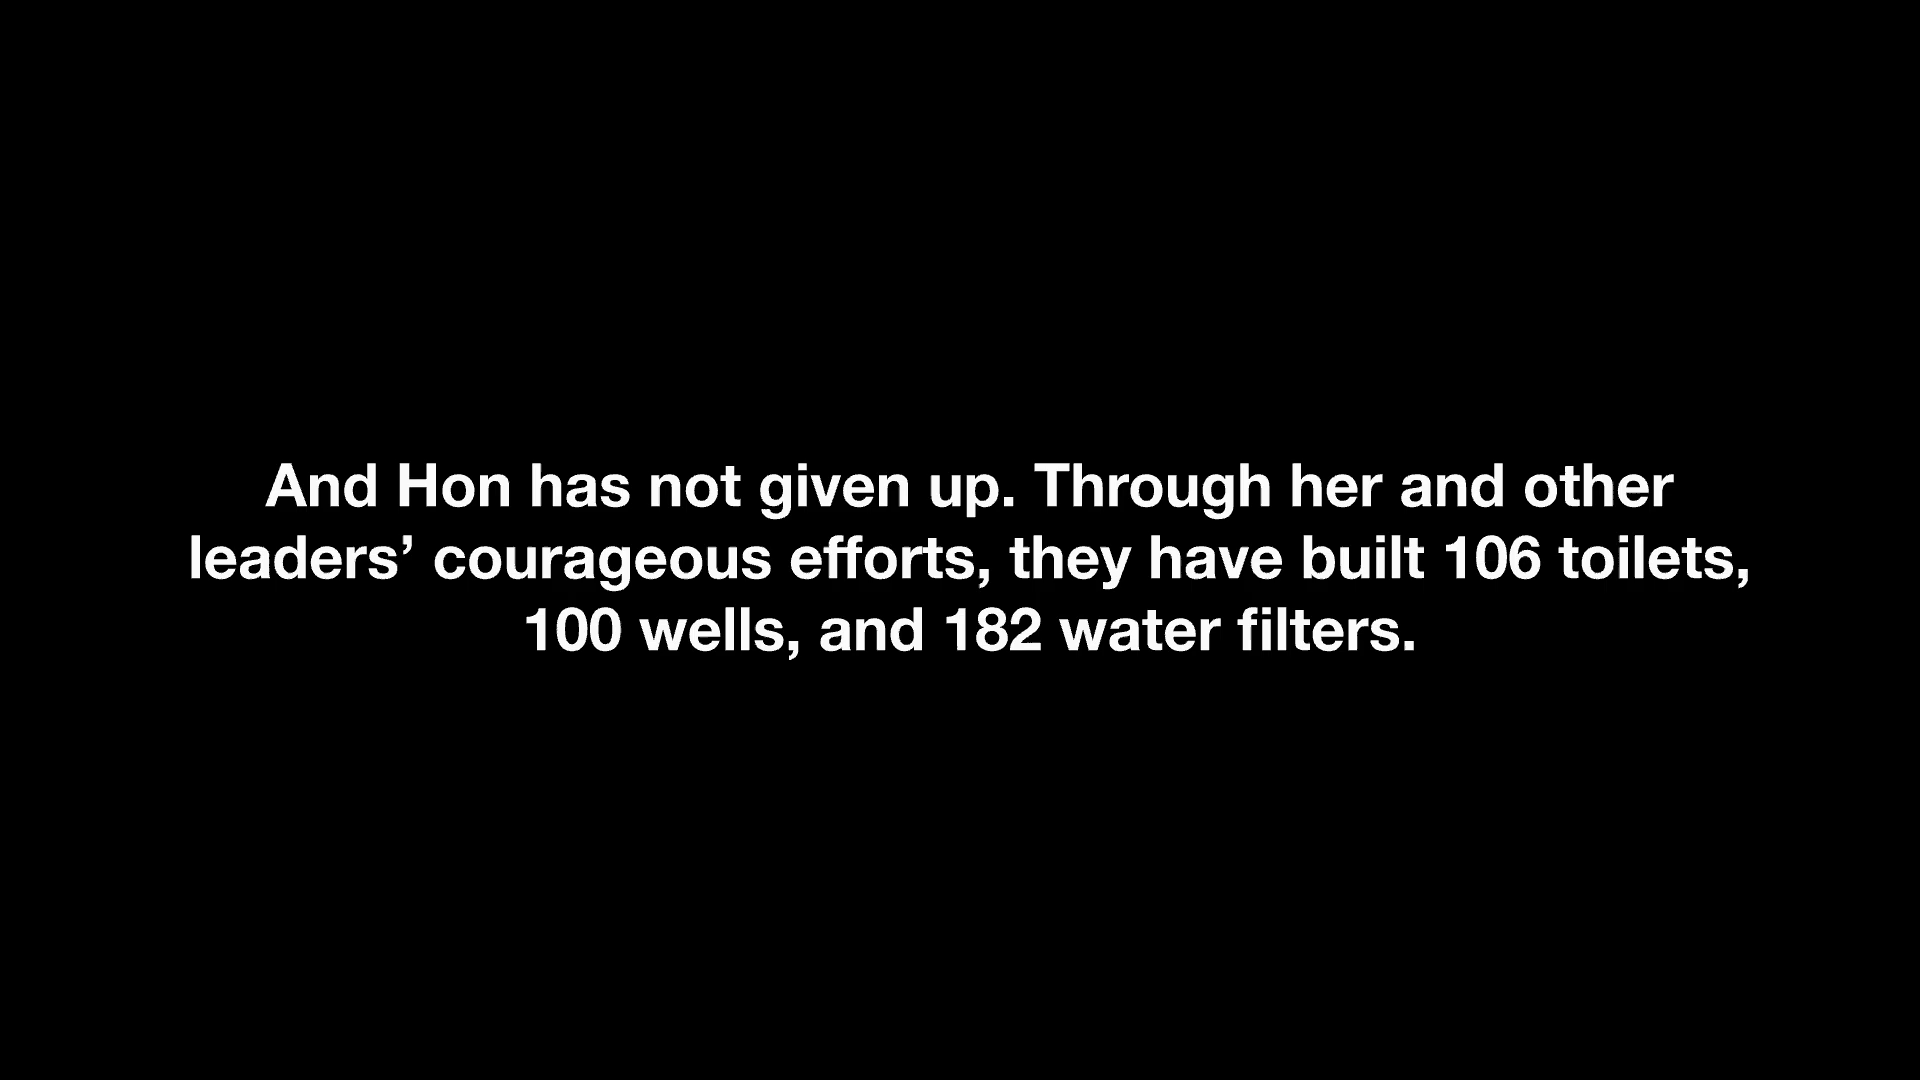 And Hon has not given up. Through her and other
leaders’ courageous efforts, they have built 106 toilets,
100 wells, and 182 water filters.